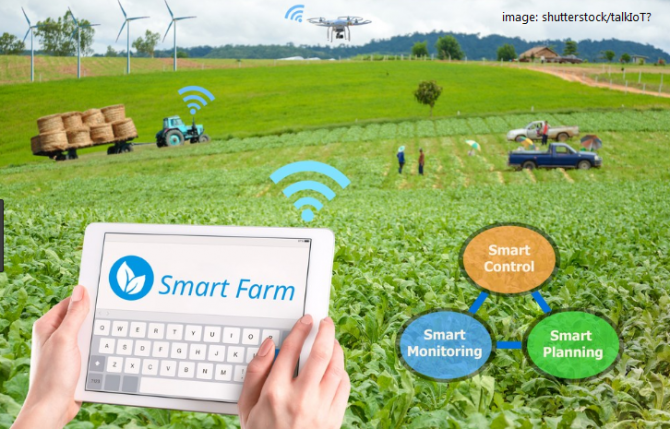 image: shutterstock/talkIoT?
Smart Farm
Q W E R T Y U I O
A S D F G H J K
Z X C V B N
Smart
Control
Smart
Monitoring
Smart
Planning